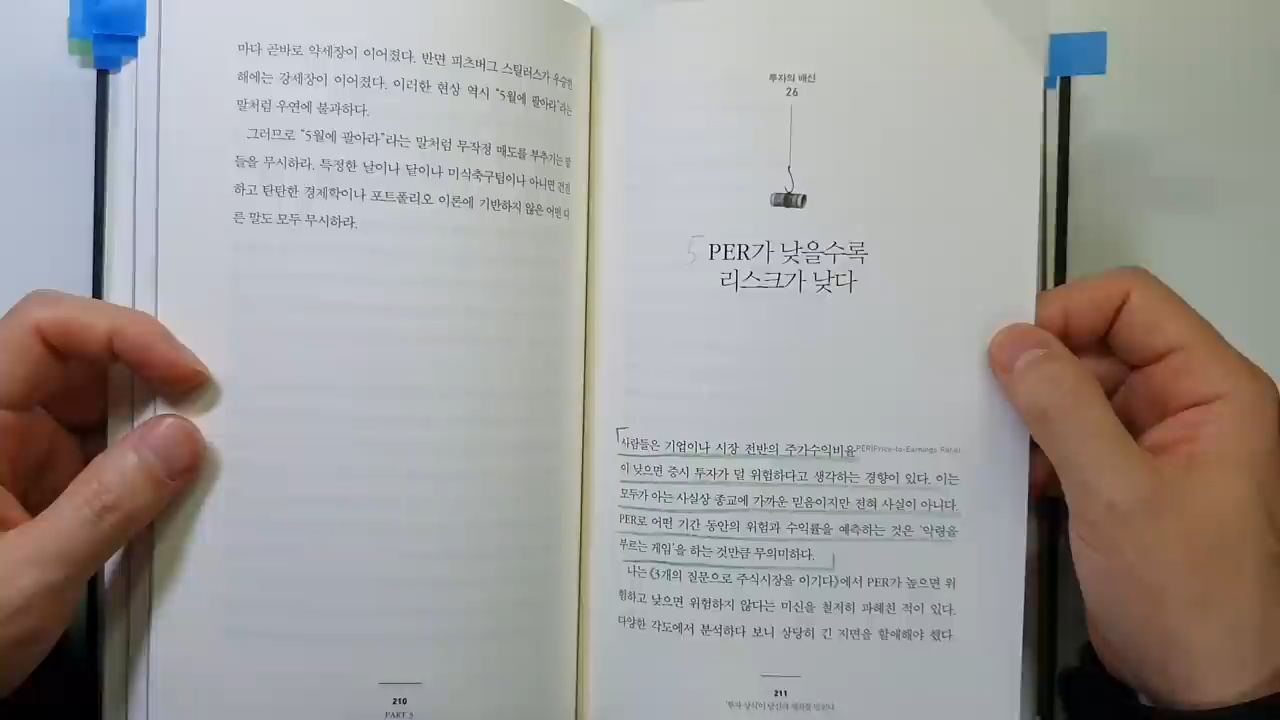 마다 곧바로 약세장이 이어졌다. 반면 피츠버그 스틸러스가 우승한
해에는 강세장이 이어졌다. 이러한 현상 역시 “5월에 팔아라”라는
말처럼 우연에 불과하다.
그러므로 “5월에 팔아라”라는 말처럼 무작정 매도를 부추기는 말
들을 무시하라. 특정한 날이나 달이나 미식축구팀이나 아니면 건전
하고 탄탄한 경제학이나 포트폴리오 이론에 기반하지 않은 어떤 다
른 말도 모두 무시하라.
210
PART 3
투자의 배신
26
5
PER가 낮을수록
리스크가 낮다
사람들은 기업이나 시장 전반의 주가수익비율PER(Price-to-Earnings Ratio)
이 낮으면 증시 투자가 덜 위험하다고 생각하는 경향이 있다. 이는
모두가 아는 사실상 종교에 가까운 믿음이지만 전혀 사실이 아니다.
PER로 어떤 기간 동안의 위험과 수익률을 예측하는 것은 ‘악령을
부르는 게임’을 하는 것만큼 무의미하다.
나는 《3개의 질문으로 주식시장을 이기다》에서 PER가 높으면 위
험하고 낮으면 위험하지 않다는 미신을 철저히 파헤친 적이 있다.
다양한 각도에서 분석하다 보니 상당히 긴 지면을 할애해야 했다
211
‘투자 상식’이 당신의